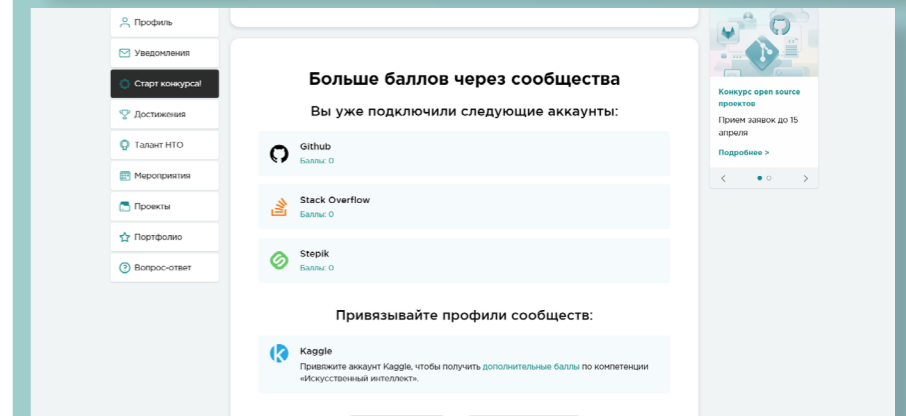 Профиль
Уведомления
Старт конкурса!
Достижения
Талант НТО
Мероприятия
Проекты
Портфолио
Вопрос-ответ
Больше баллов через сообщества
Вы уже подключили следующие аккаунты:
Github
Баллы: 0
Stack Overflow
Баллы: 0
Stepik
Баллы: 0
Привязывайте профили сообществ:
Kaggle
Привяжите аккаунт Kaggle, чтобы получить дополнительные баллы по компетенции
«Искусственный интеллект».
Конкурс open source
проектов
Прием заявок до 15
апреля
Подробнее >